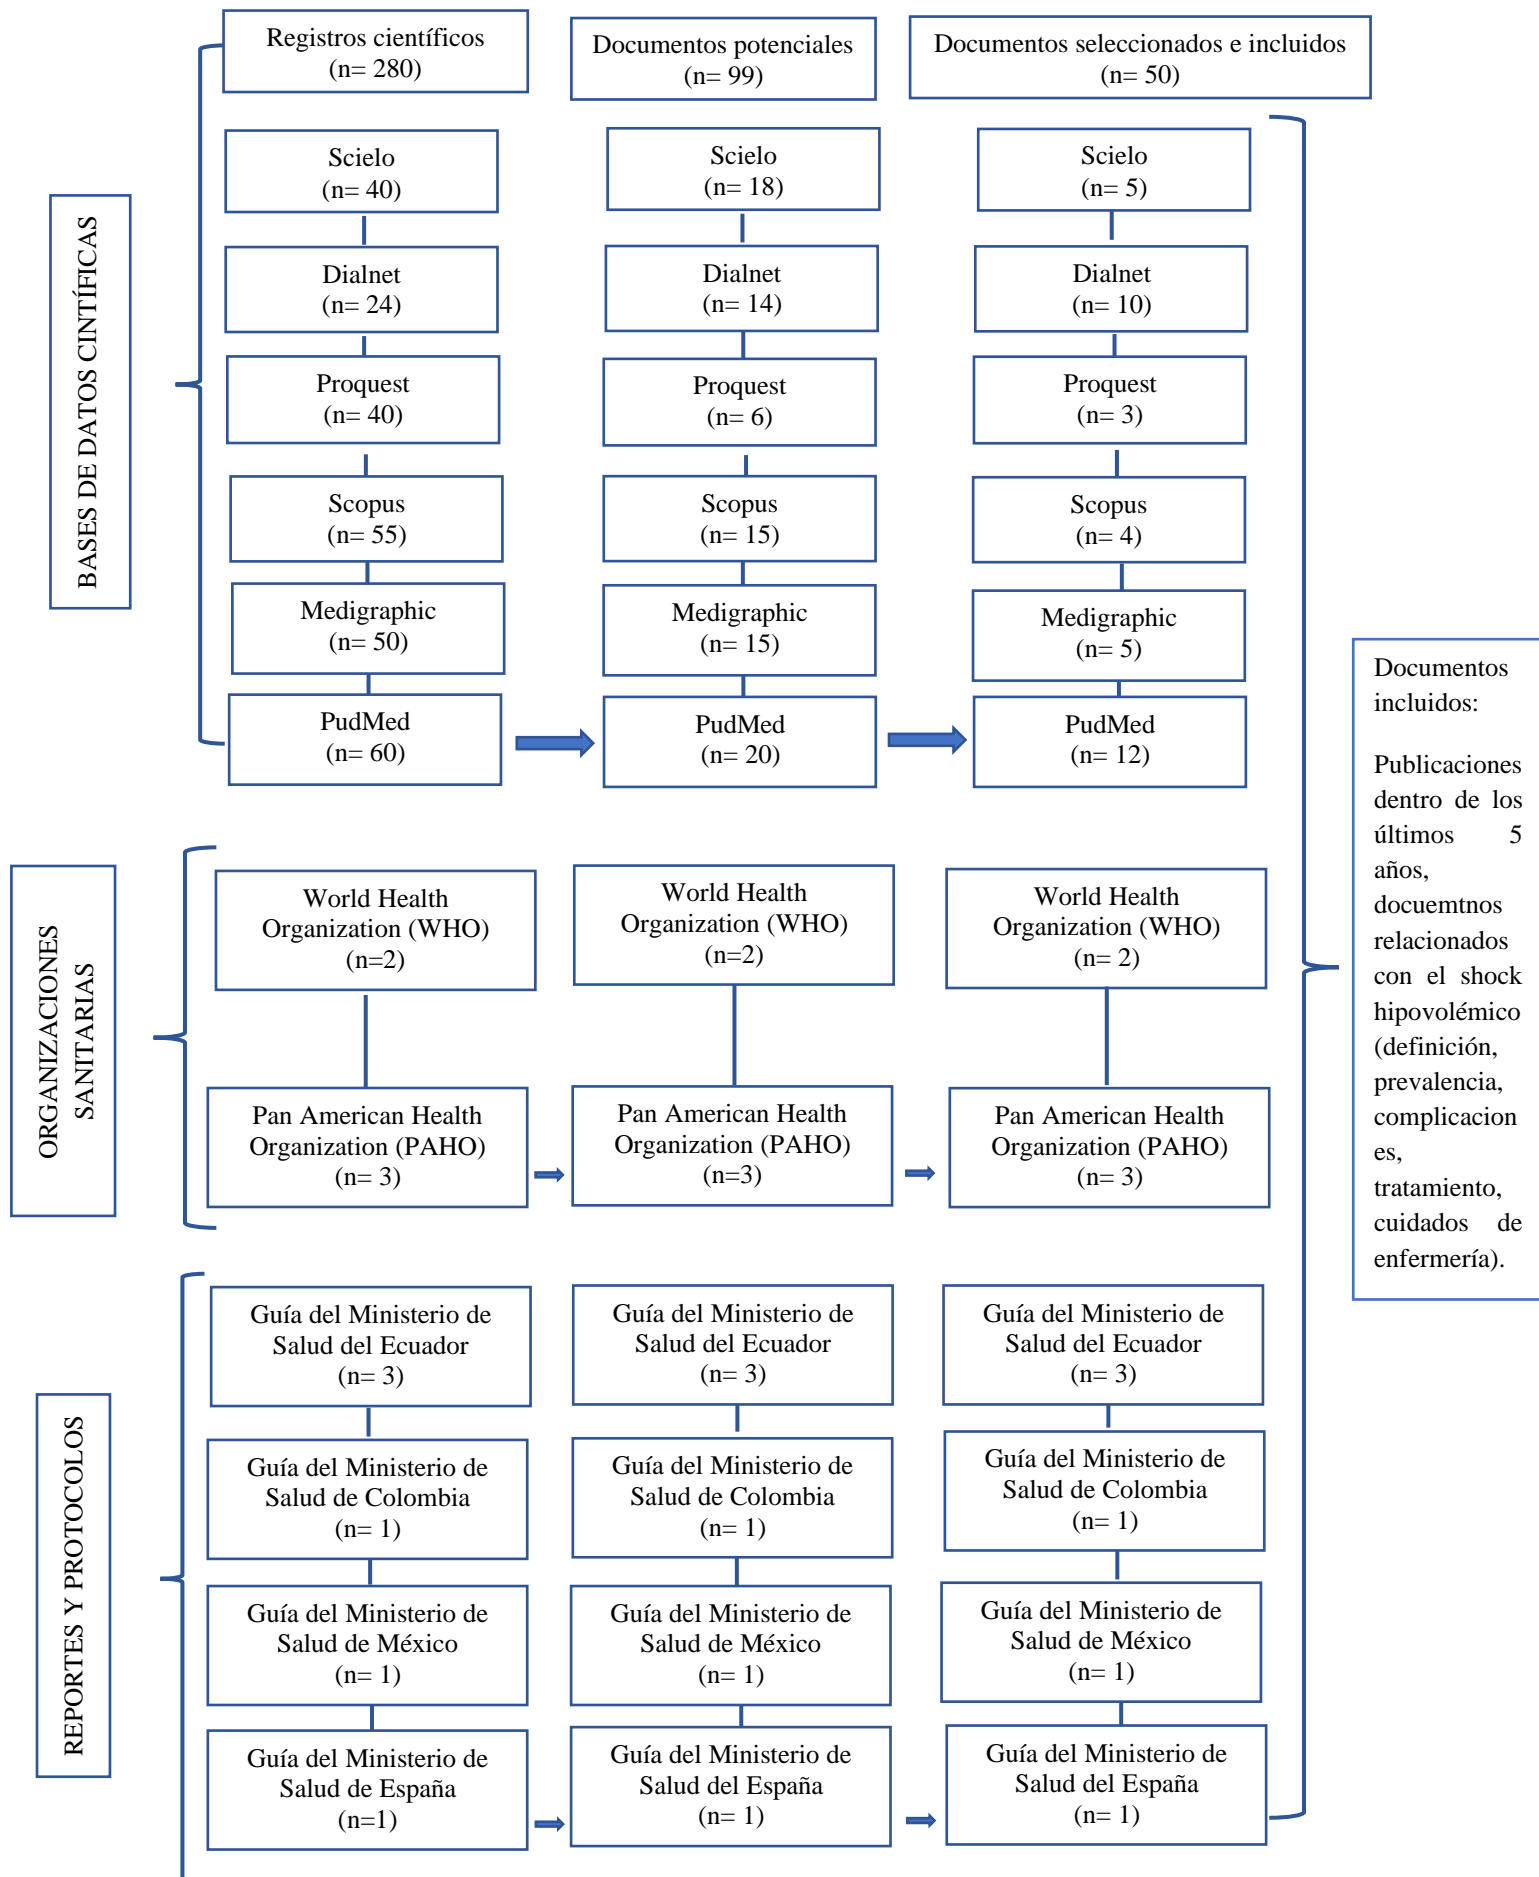 Registros científicos
(n= 280)
Documentos potenciales
(n= 99)
Documentos seleccionados e incluidos
(n= 50)
BASES DE DATOS CINTÍFICAS
Scielo
(n= 40)
Scielo
(n= 18)
Scielo
(n= 5)
Dialnet
(n= 24)
Dialnet
(n= 14)
Dialnet
(n= 10)
Proquest
(n= 40)
Proquest
(n= 6)
Proquest
(n= 3)
Scopus
(n= 55)
Scopus
(n= 15)
Scopus
(n= 4)
Medigraphic
(n= 50)
Medigraphic
(n= 15)
Medigraphic
(n= 5)
PudMed
(n= 60)
PudMed
(n= 20)
PudMed
(n= 12)
ORGANIZACIONES
SANITARIAS
World Health
Organization (WHO)
(n=2)
World Health
Organization (WHO)
(n=2)
World Health
Organization (WHO)
(n= 2)
Pan American Health
Organization (PAHO)
(n= 3)
Pan American Health
Organization (PAHO)
(n=3)
Pan American Health
Organization (PAHO)
(n= 3)
REPORTES Y PROTOCOLOS
Guía del Ministerio de
Salud del Ecuador
(n= 3)
Guía del Ministerio de
Salud del Ecuador
(n= 3)
Guía del Ministerio de
Salud del Ecuador
(n= 3)
Guía del Ministerio de
Salud de Colombia
(n= 1)
Guía del Ministerio de
Salud de Colombia
(n= 1)
Guía del Ministerio de
Salud de Colombia
(n= 1)
Guía del Ministerio de
Salud de México
(n= 1)
Guía del Ministerio de
Salud de México
(n= 1)
Guía del Ministerio de
Salud de México
(n= 1)
Guía del Ministerio de
Salud de España
(n=1)
Guía del Ministerio de
Salud del España
(n= 1)
Guía del Ministerio de
Salud del España
(n= 1)
Documentos
incluidos:
Publicaciones
dentro de los
últimos 5
años,
docuemtnos
relacionados
con el shock
hipovolémico
(definición,
prevalencia,
complicacion
es,
tratamiento,
cuidados de
enfermería).